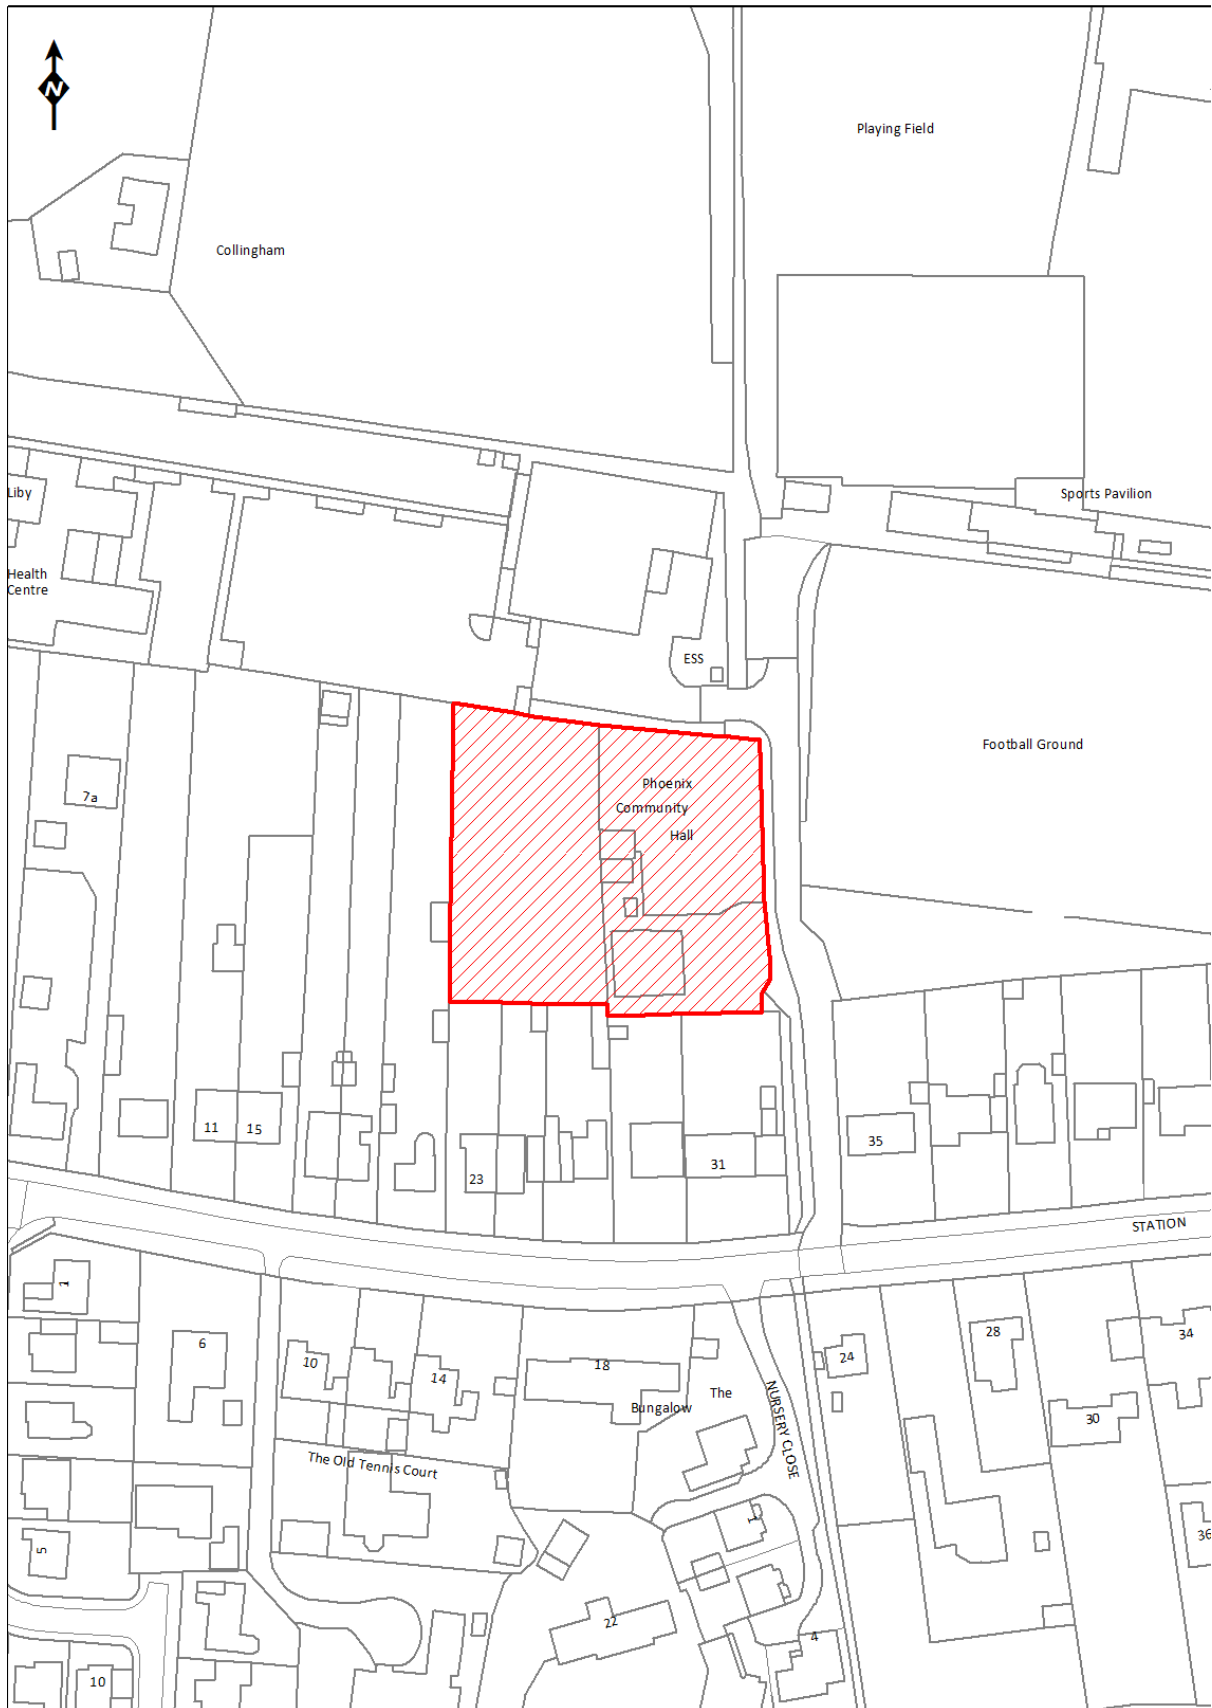 N
Playing Field
Collingham
Liby
Sports Pavilion
Health
Centre
ESS
Football Ground
Phoenix
Community
Hall
7a
11
15
23
31
35
STATION
1
6
10
14
18
The
Bungalow
NURSERY CLOSE
24
28
34
30
The Old Tennis Court
1
36
5
22
4
10